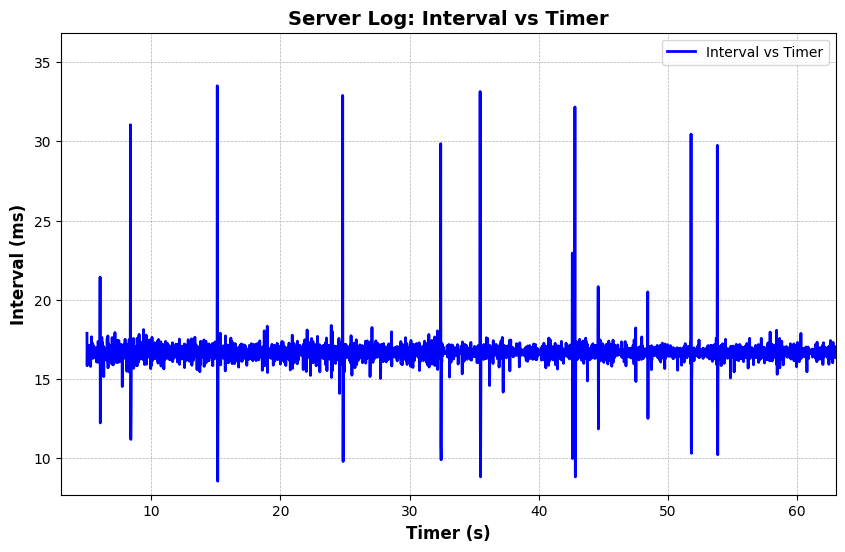 Server Log: Interval vs Timer
Interval vs Timer
35
30
25
20
15
10
Interval (ms)
10 20 30 40 50 60
Timer (s)